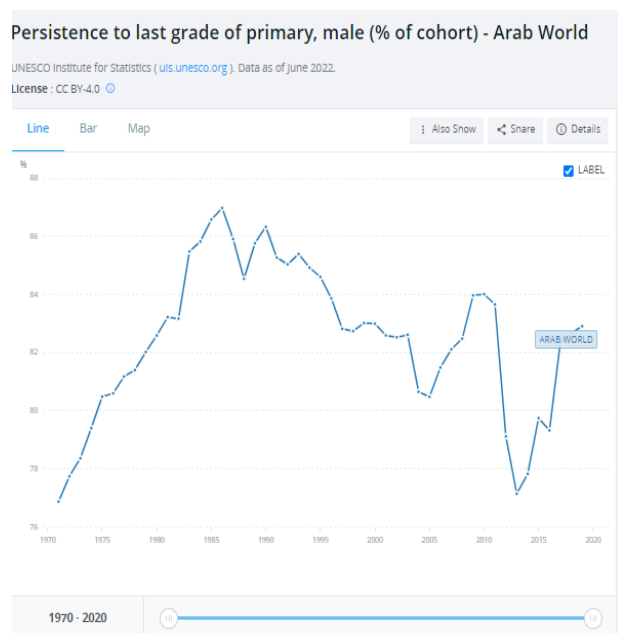 Persistence to last grade of primary, male (% of cohort) - Arab World
UNESCO Institute for Statistics ( uis.unesco.org ). Data as of June 2022.
License : CC BY-4.0
Line Bar Map Also Show Share Details
%
LABEL
88
86
84
82
80
78
76
ARAB WORLD
1970 1975 1980 1985 1990 1995 2000 2005 2010 2015 2020
1970 - 2020